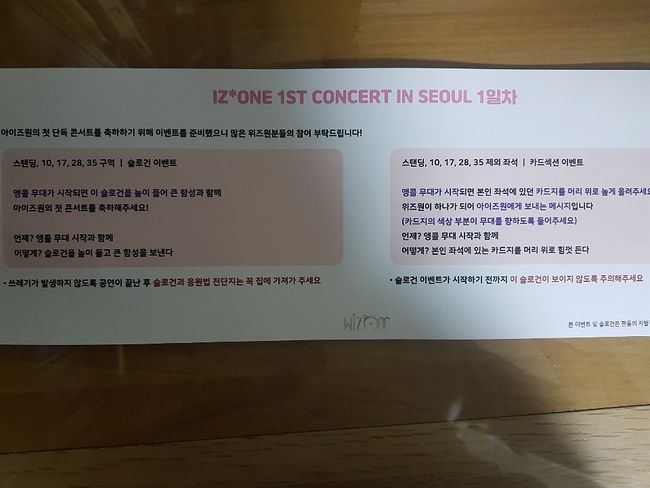 IZ*ONE 1ST CONCERT IN SEOUL 1일차
아이즈원의 첫 단독 콘서트를 축하하기 위해 이벤트를 준비했으니 많은 위즈원분들의 참여 부탁드립니다!
스탠딩, 10, 17, 28, 35 구역 | 슬로건 이벤트
앵콜 무대가 시작되면 이 슬로건을 높이 들어 큰 함성과 함께
아이즈원의 첫 콘서트를 축하해주세요!
언제? 앵콜 무대 시작과 함께
어떻게? 슬로건을 높이 들고 큰 함성을 보낸다
• 쓰레기가 발생하지 않도록 공연이 끝난 후 슬로건과 응원법 전단지는 꼭 집에 가져가 주세요
스탠딩, 10, 17, 28, 35 제외 좌석 | 카드섹션 이벤트
앵콜 무대가 시작되면 본인 좌석에 있던 카드지를 머리 위로 높게 올려주세요
위즈원이 하나가 되어 아이즈원에게 보내는 메시지입니다
(카드지의 색상 부분이 무대를 향하도록 들어주세요)
언제? 앵콜 무대 시작과 함께
어떻게? 본인 좌석에 있는 카드지를 머리 위로 힘껏 든다
• 슬로건 이벤트가 시작하기 전까지 이 슬로건이 보이지 않도록 주의해주세요
WIZ*ONE
본 이벤트 및 슬로건은 팬들의